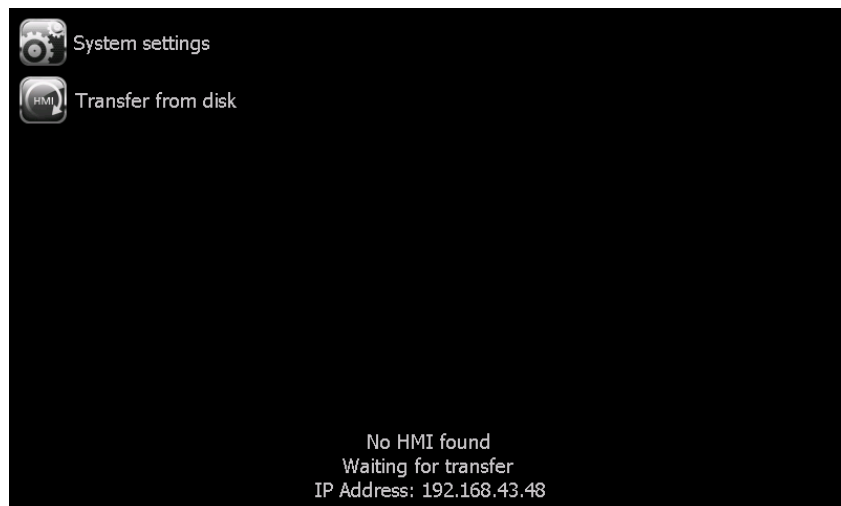 System settings
HMI
Transfer from disk
No HMI found
Waiting for transfer
IP Address: 192.168.43.48